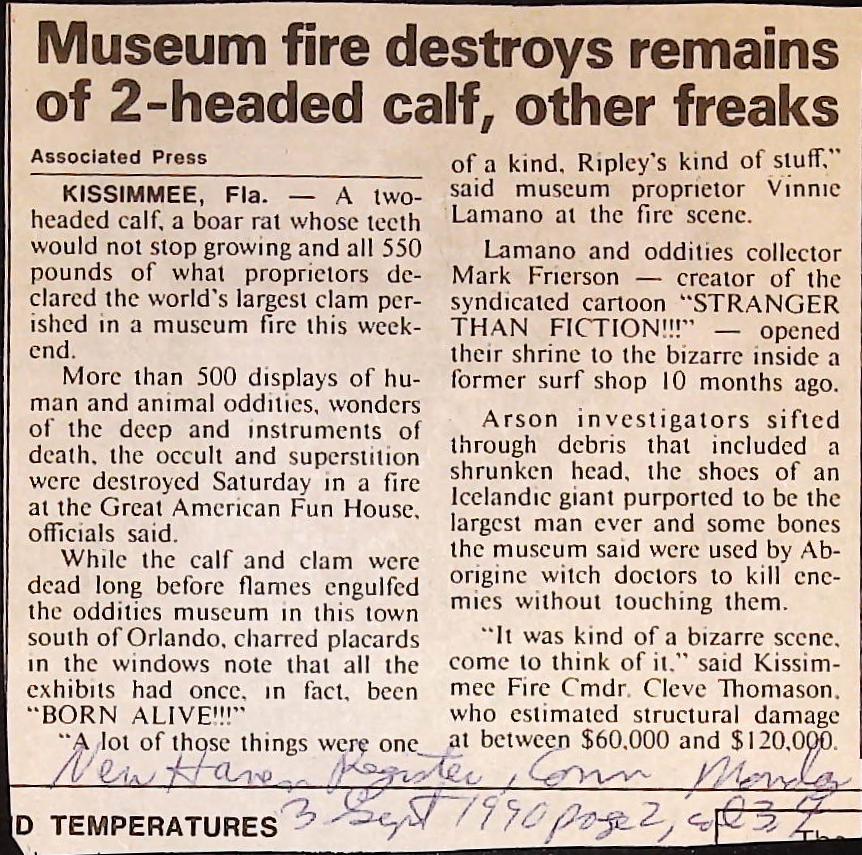 Museum fire destroys remains
of 2-headed calf, other freaks
Associated Press
KISSIMMEE, Fla. — A two-
headed calf, a boar rat whose teeth
would not stop growing and all 550
pounds of what proprietors de-
clared the world's largest clam per-
ished in a museum fire this week-
end.
More than 500 displays of hu-
man and animal oddities, wonders
of the deep and instruments of
death, the occult and superstition
were destroyed Saturday in a fire
at the Great American Fun House,
officials said.
While the calf and clam were
dead long before flames engulfed
the oddities museum in this town
south of Orlando, charred placards
in the windows note that all the
exhibits had once, in fact, been
"BORN ALIVE!!!"
"A lot of those things were one
of a kind, Ripley's kind of stuff,"
said museum proprietor Vinnie
Lamano at the fire scene.
Lamano and oddities collector
Mark Frierson — creator of the
syndicated cartoon "STRANGER
THAN FICTION!!!" — opened
their shrine to the bizarre inside a
former surf shop 10 months ago.
Arson investigators sifted
through debris that included a
shrunken head, the shoes of an
Icelandic giant purported to be the
largest man ever and some bones
the museum said were used by Ab-
origine witch doctors to kill ene-
mies without touching them.
"It was kind of a bizarre scene,
come to think of it," said Kissim-
mee Fire Cmdr. Cleve Thomason,
who estimated structural damage
at between $60,000 and $120,000.
New Haven Register, Conn Monday
3 Sept 1990 page 2, col 3,4
D TEMPERATURES
The